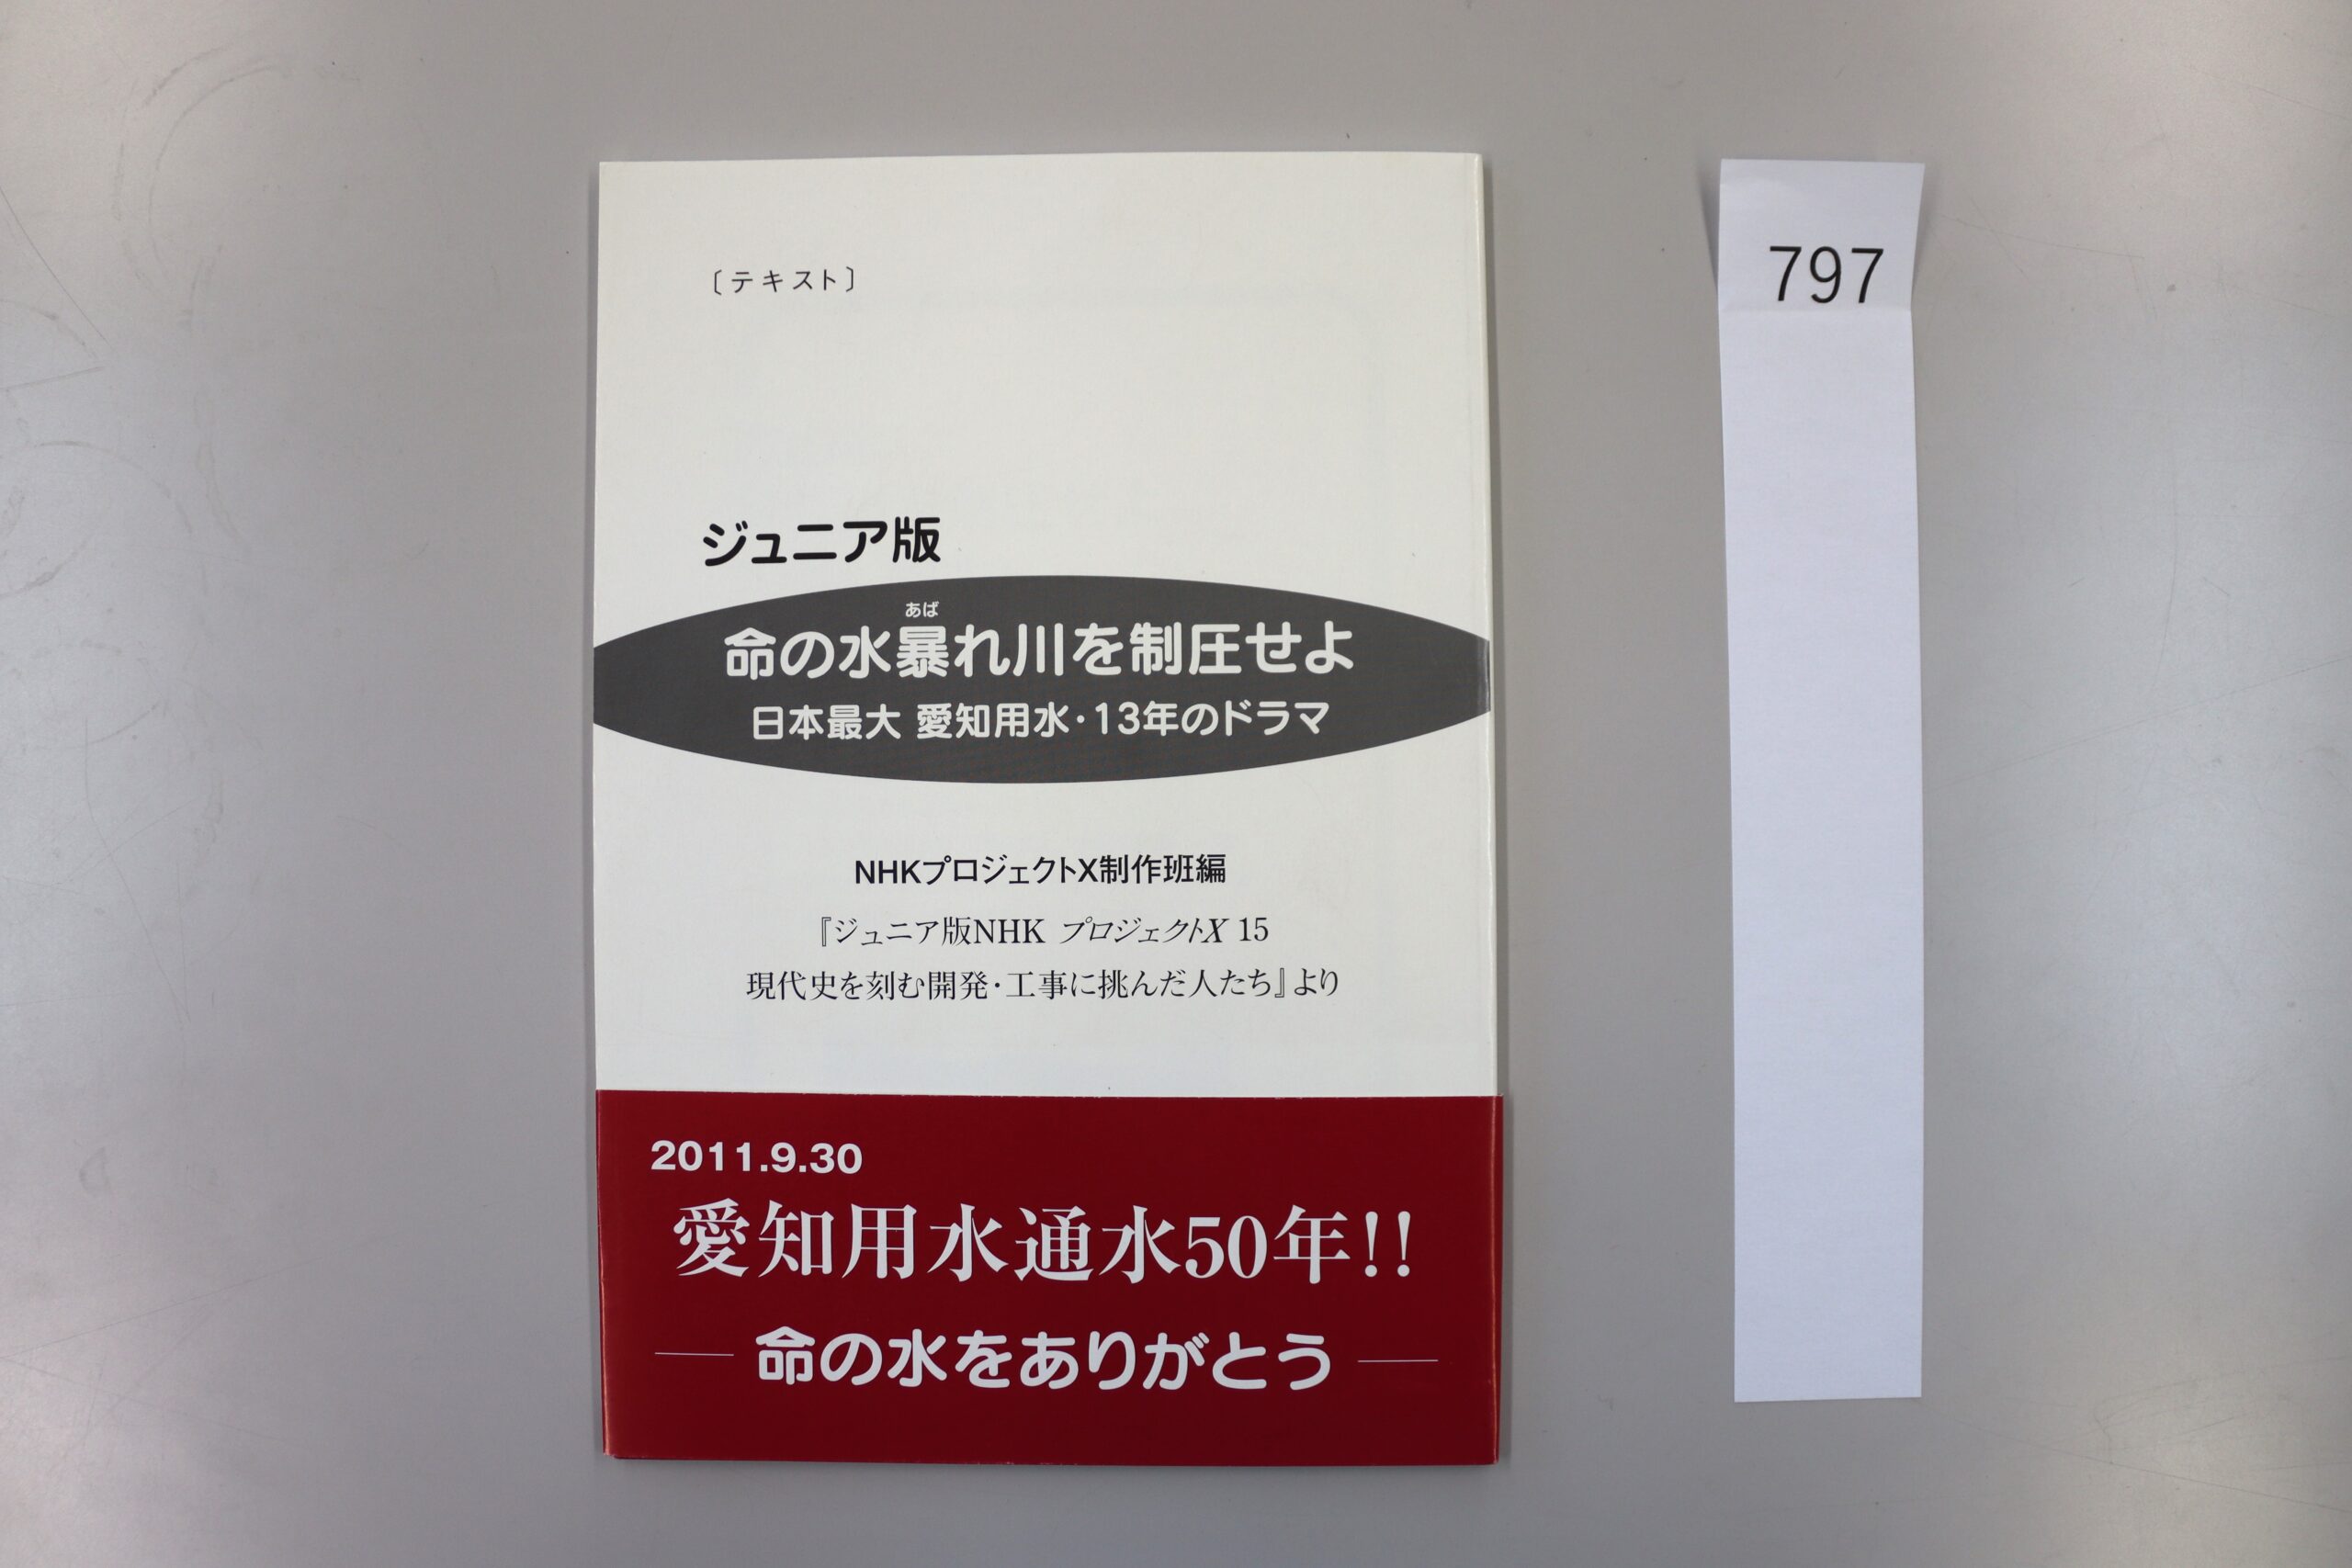 〔テキスト〕
ジュニア版
あば
命の水暴れ川を制圧せよ
日本最大 愛知用水・13年のドラマ
NHKプロジェクトX制作班編
『ジュニア版NHK プロジェクトX 15
現代史を刻む開発・工事に挑んだ人たち』より
2011.9.30
愛知用水通水50年!!
命の水をありがとう
797